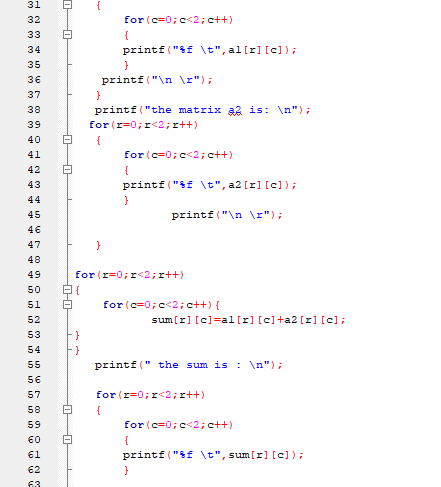 31 {
32 for(c=0;c<2;c++)
33 {
34 printf("%f \t",a1[r][c]);
35 }
36 printf("\n \r");
37 }
38 printf("the matrix a2 is: \n");
39 for(r=0;r<2;r++)
40 {
41 for(c=0;c<2;c++)
42 {
43 printf("%f \t",a2[r][c]);
44 }
45 printf("\n \r");
46
47 }
48
49 for(r=0;r<2;r++)
50 {
51 for(c=0;c<2;c++){
52 sum[r][c]=a1[r][c]+a2[r][c];
53 }
54 }
55 printf(" the sum is : \n");
56
57 for(r=0;r<2;r++)
58 {
59 for(c=0;c<2;c++)
60 {
61 printf("%f \t",sum[r][c]);
62 }
63